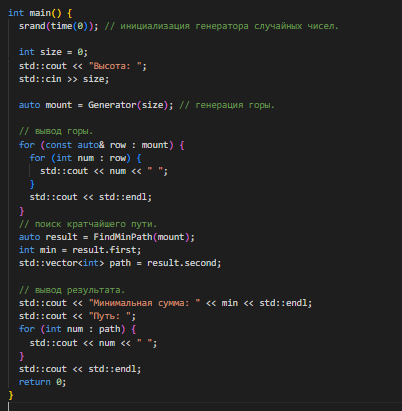 int main() {
srand(time(0)); // инициализация генератора случайных чисел.
int size = 0;
std::cout << "Высота: ";
std::cin >> size;
auto mount = Generator(size); // генерация горы.
// вывод горы.
for (const auto& row : mount) {
for (int num : row) {
std::cout << num << " ";
}
std::cout << std::endl;
}
// поиск кратчайшего пути.
auto result = FindMinPath(mount);
int min = result.first;
std::vector<int> path = result.second;
// вывод результата.
std::cout << "Минимальная сумма: " << min << std::endl;
std::cout << "Путь: ";
for (int num : path) {
std::cout << num << " ";
}
std::cout << std::endl;
return 0;
}